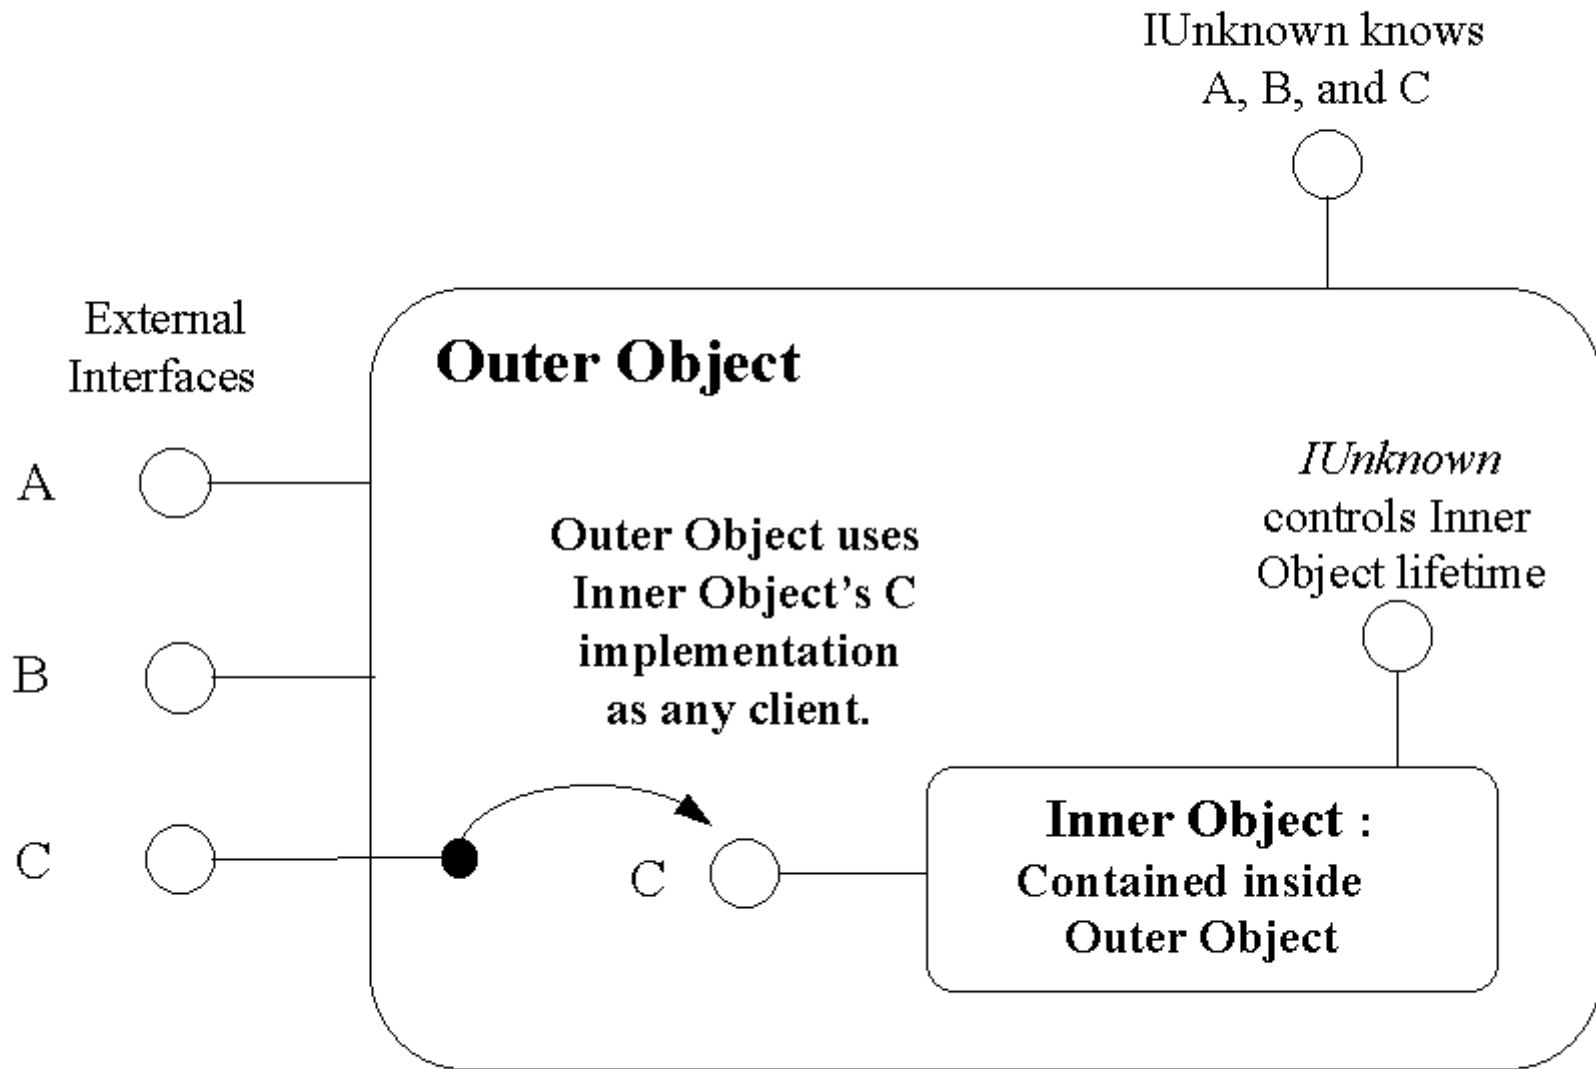 IUnknown knows
A, B, and C
External
Interfaces
Outer Object
A
IUnknown
controls Inner
Object lifetime
Outer Object uses
Inner Object’s C
implementation
as any client.
B
C
C
Inner Object :
Contained inside
Outer Object